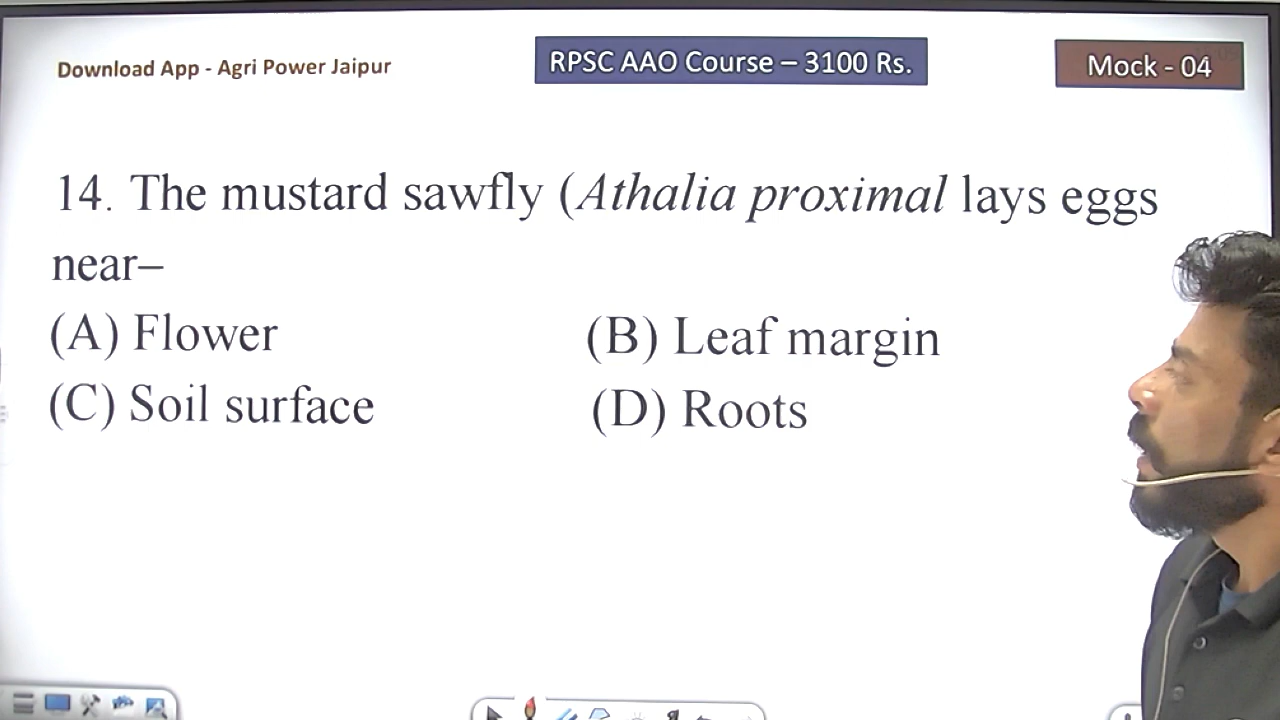 Download App - Agri Power Jaipur
RPSC AAO Course – 3100 Rs.
Mock - 04
14. The mustard sawfly (Athalia proximal lays eggs
near–
(A) Flower
(B) Leaf margin
(C) Soil surface
(D) Roots